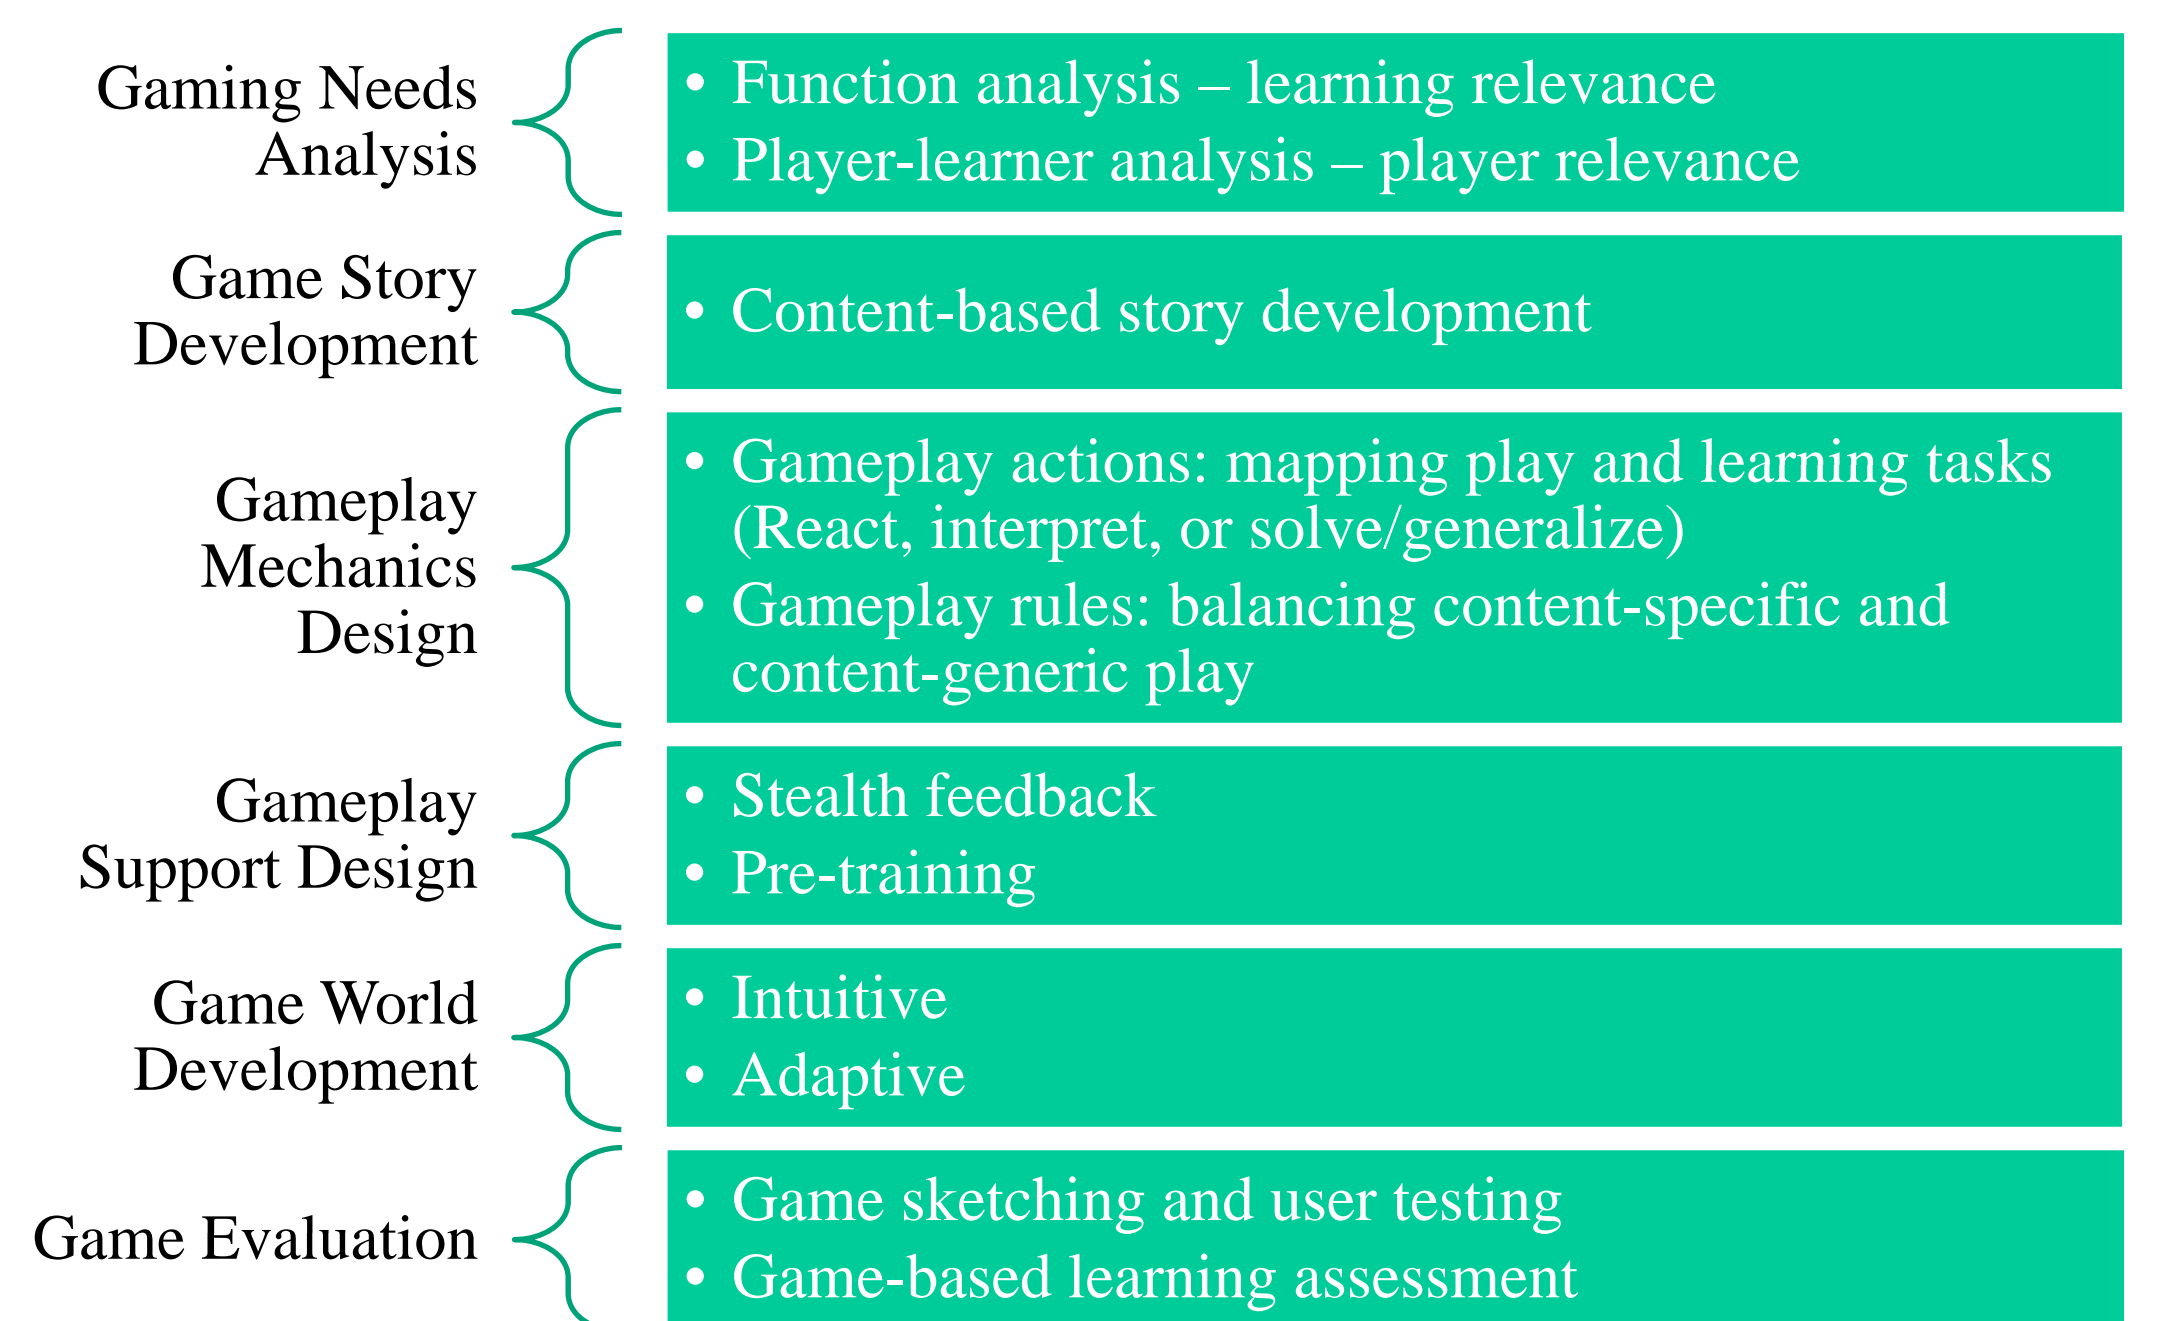 Gaming Needs
Analysis
• Function analysis – learning relevance
• Player-learner analysis – player relevance
Game Story
Development
• Content-based story development
Gameplay
Mechanics
Design
• Gameplay actions: mapping play and learning tasks
(React, interpret, or solve/generalize)
• Gameplay rules: balancing content-specific and
content-generic play
Gameplay
Support Design
• Stealth feedback
• Pre-training
Game World
Development
• Intuitive
• Adaptive
Game Evaluation
• Game sketching and user testing
• Game-based learning assessment